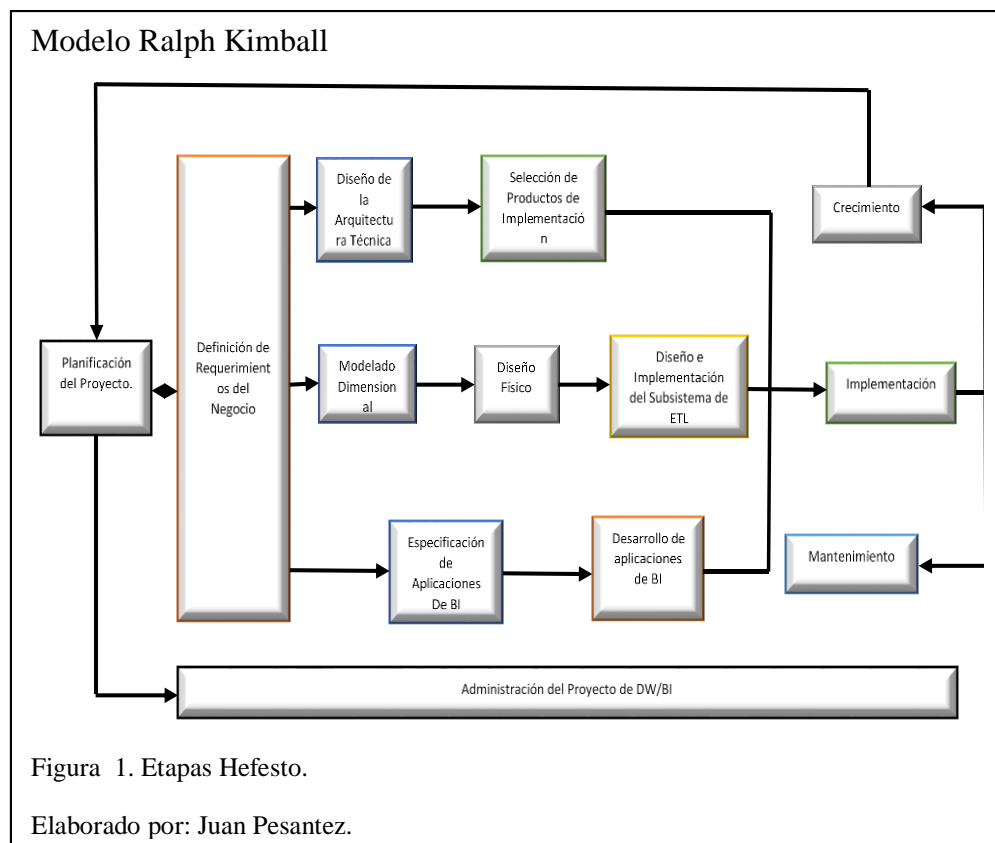 Modelo Ralph Kimball
Diseño de
la
Arquitectu
ra Técnica
Selección de
Productos de
Implementació
n
Crecimiento
Planificación
del Proyecto.
Definición de
Requerimient
os del
Negocio
Modelado
Dimension
al
Diseño
Físico
Diseño e
Implementación
del Subsistema de
ETL
Implementación
Especificación
de
Aplicaciones
De BI
Desarrollo de
aplicaciones
de BI
Mantenimiento
Administración del Proyecto de DW/BI
Figura 1. Etapas Hefesto.
Elaborado por: Juan Pesantez.